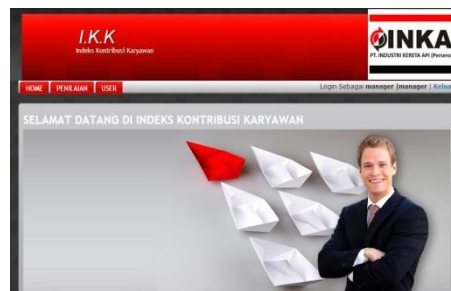 I.K.K
Indeks Kontribusi Karyawan
INKA
PT. INDUSTRI KERETA API (Persero
HOME PENILAIAN USER
Login Sebagai manager |manager | Kelua
SELAMAT DATANG DI INDEKS KONTRIBUSI KARYAWAN